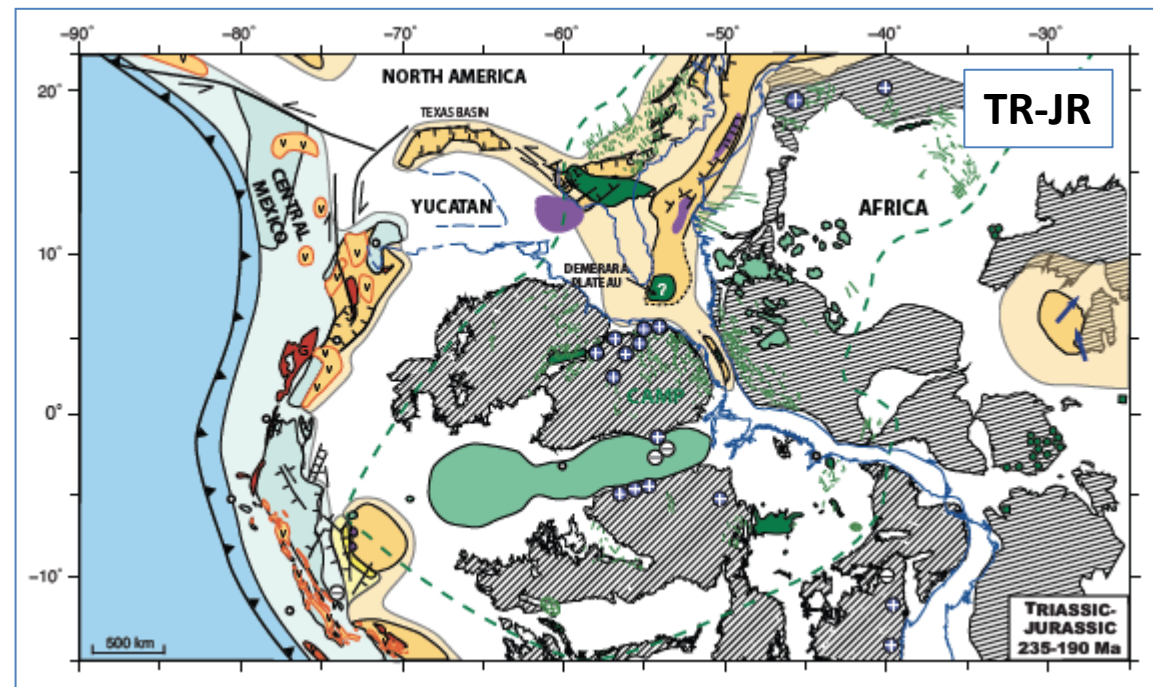 −90°
−80°
−70°
−60°
−50°
−40°
−30°
20°
10°
0°
−10°
NORTH AMERICA
TR-JR
TEXAS BASIN
CENTRAL
MEXICO
YUCATAN
AFRICA
DEMERARA
PLATEAU
?
G
CAMP
v
v
v
v
v
v
v
v
v
v
v
v
500 km
TRIASSIC-
JURASSIC
235-190 Ma